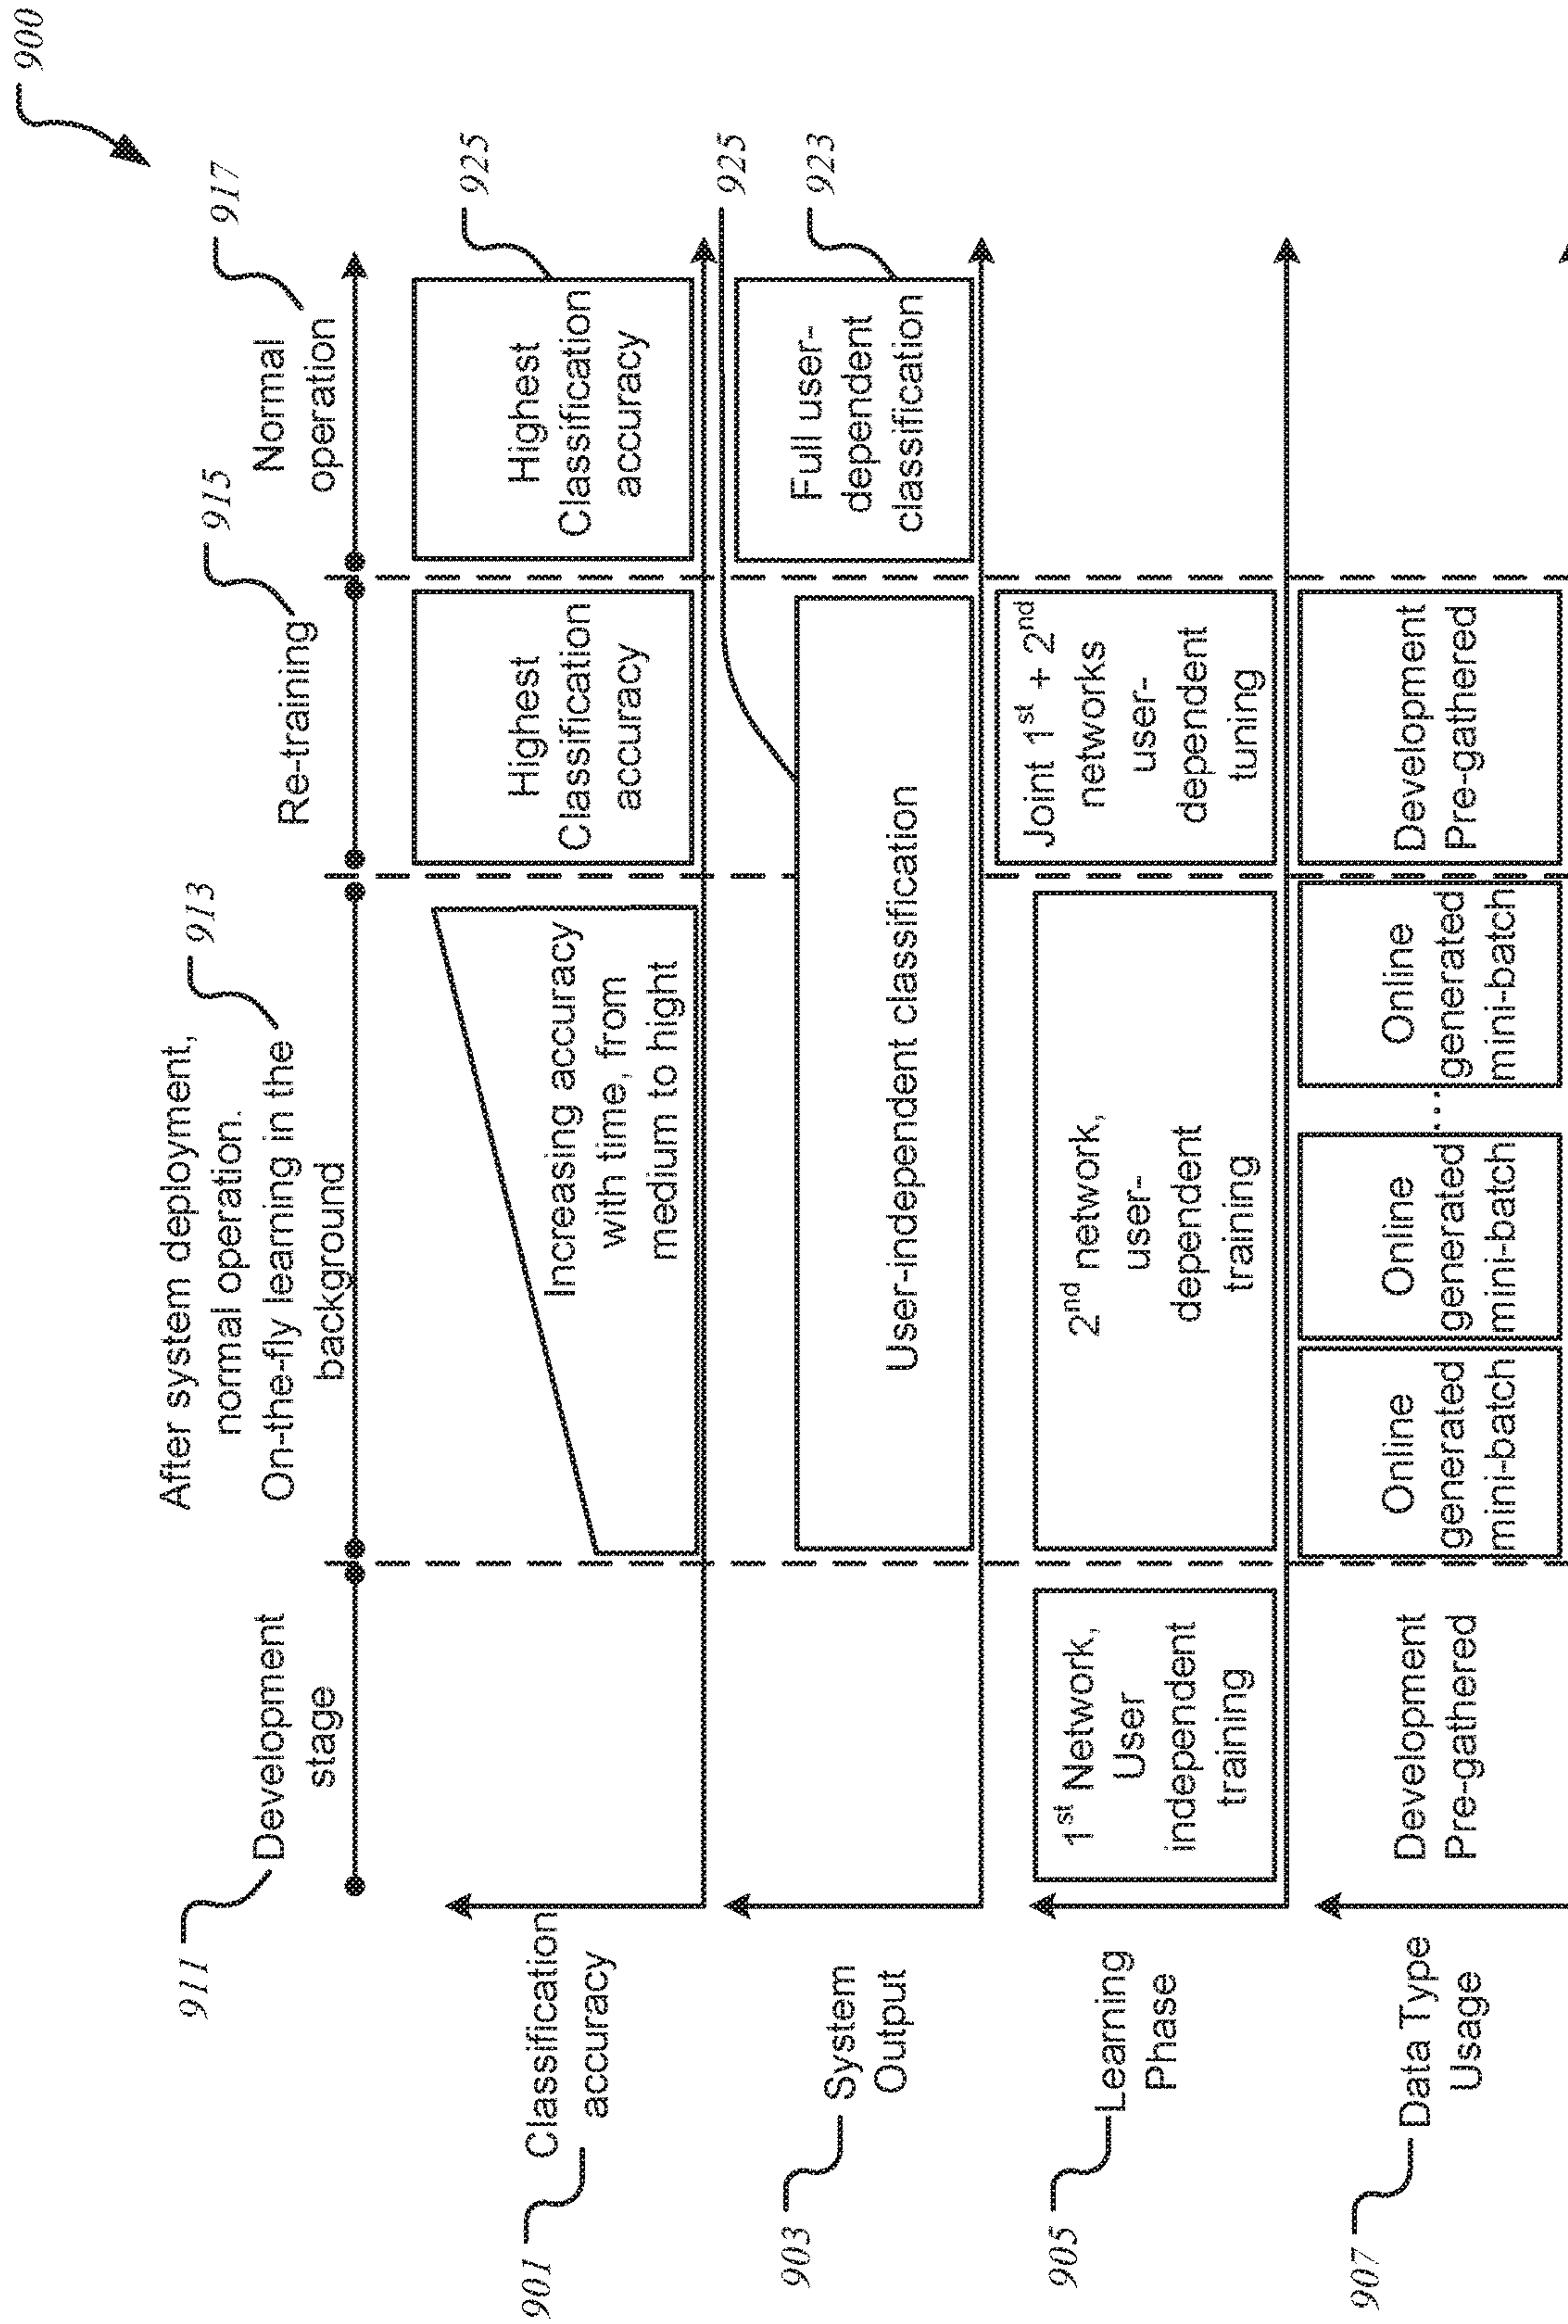 900
911
Development
stage
After system deployment,
normal operation.
On-the-fly learning in the
background
913
Re-training
915
Normal
operation
917
901
Classification
accuracy
Increasing accuracy
with time, from
medium to hight
Highest
Classification
accuracy
Highest
Classification
accuracy
925
903
System
Output
User-independent classification
925
Full user-
dependent
classification
923
905
Learning
Phase
1st Network,
User
independent
training
2nd network,
user-
dependent
training
Joint 1st + 2nd
networks
user-
dependent
tuning
907
Data Type
Usage
Development
Pre-gathered
Online
generated
mini-batch
Online
generated
mini-batch
...
Online
generated
mini-batch
Development
Pre-gathered